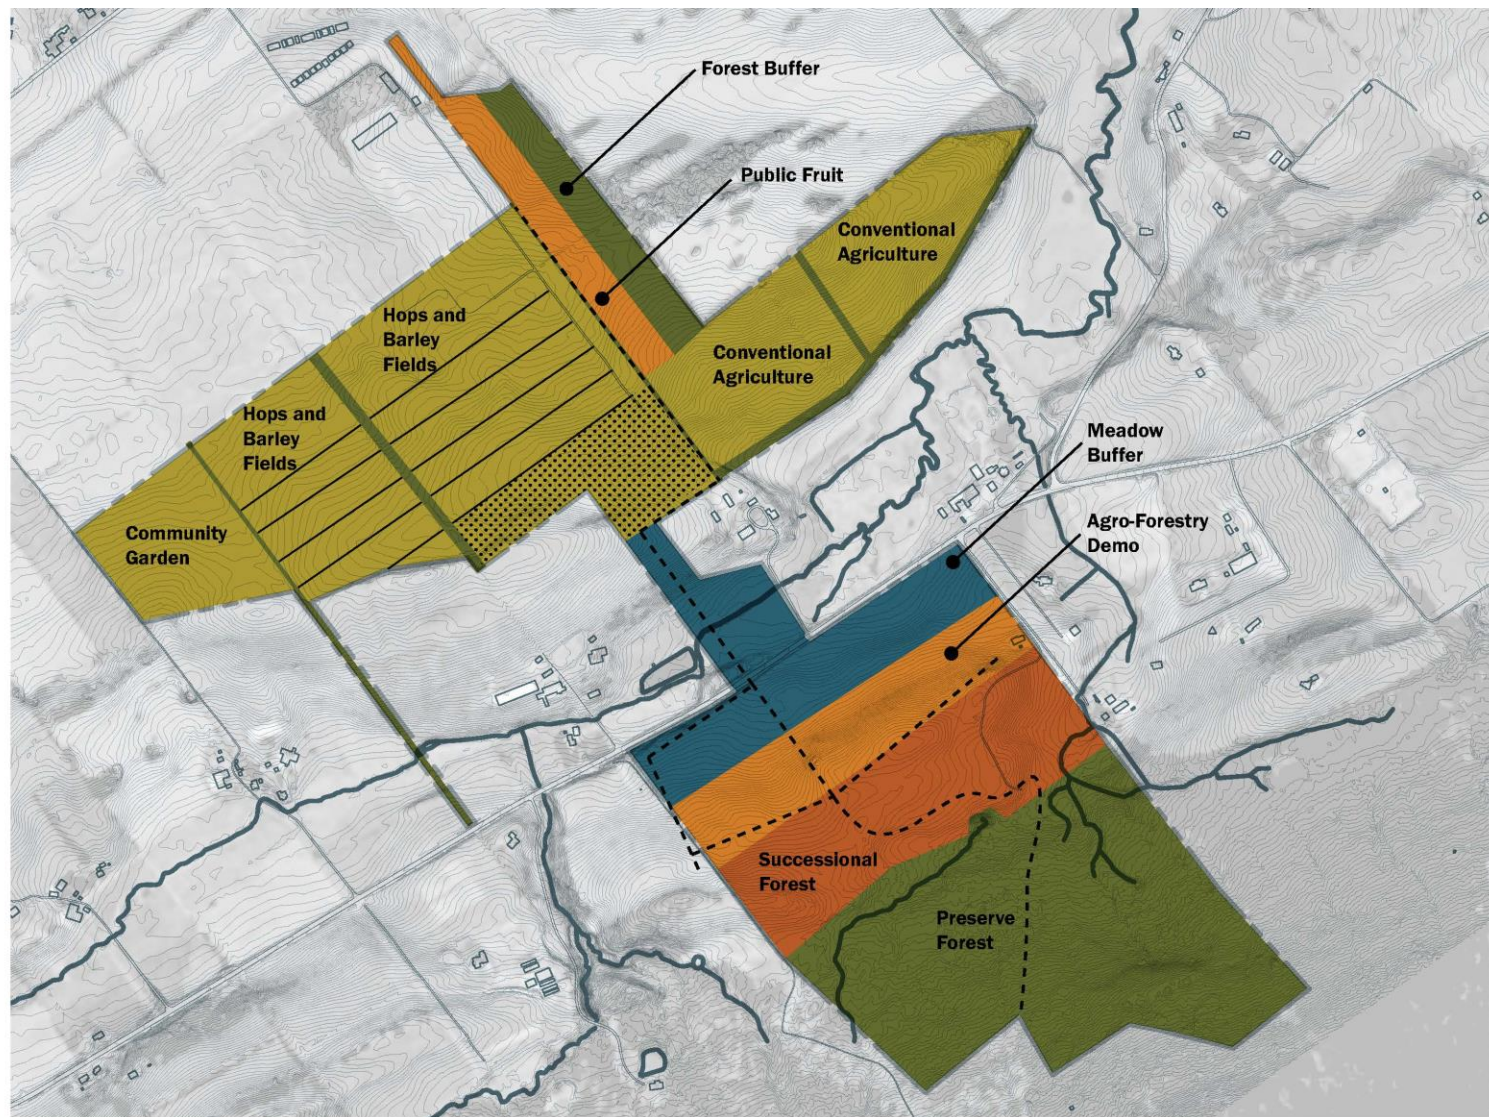 Forest Buffer
Public Fruit
Conventional
Agriculture
Hops and
Barley
Fields
Conventional
Agriculture
Hops and
Barley
Fields
Meadow
Buffer
Community
Garden
Agro-Forestry
Demo
Successional
Forest
Preserve
Forest